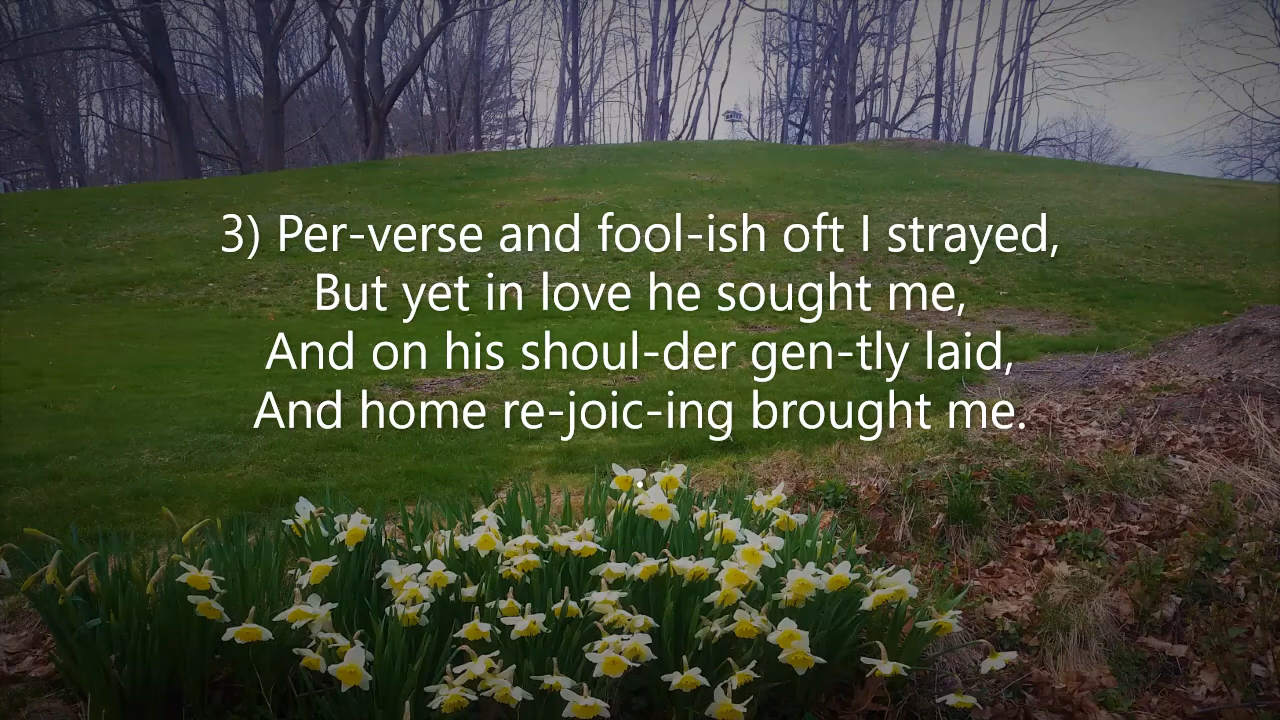 3) Per-verse and fool-ish oft I strayed,
But yet in love he sought me,
And on his shoul-der gen-tly laid,
And home re-joic-ing brought me.